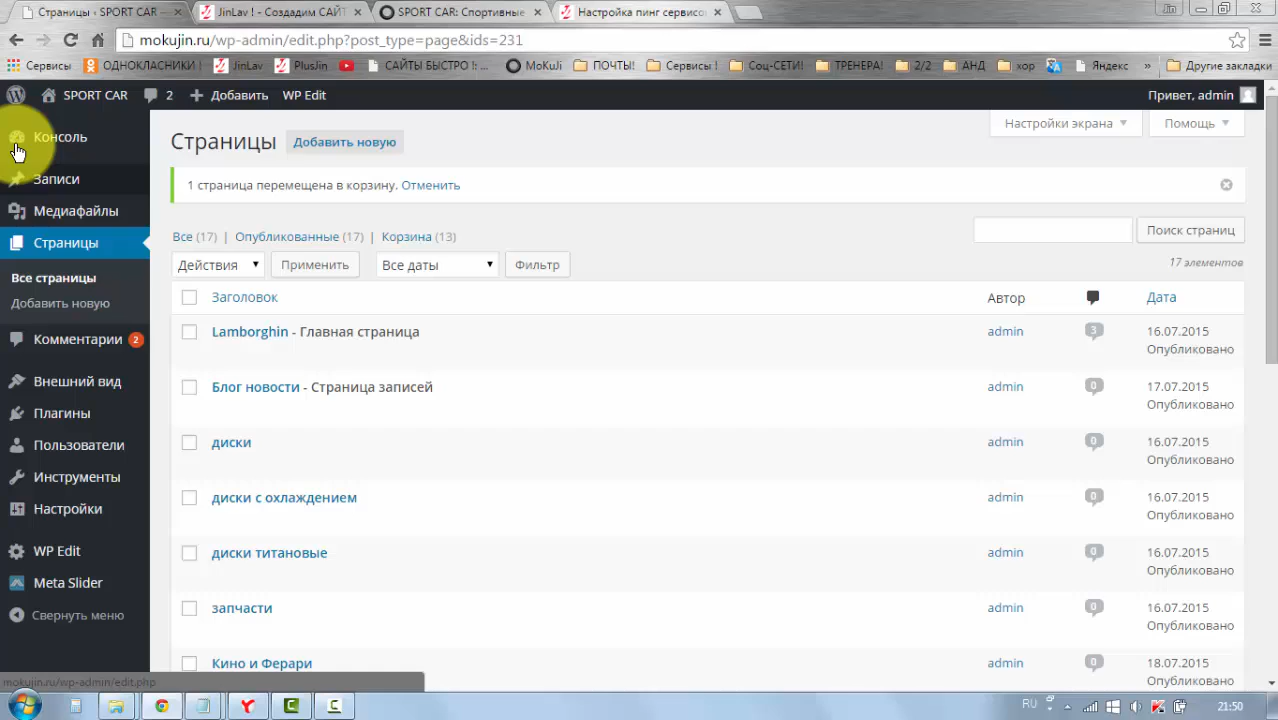 Страницы ‹ SPORT CAR —
JinLav ! - Создадим САЙТ
SPORT CAR: Спортивные
Настройка пинг сервисо
mokujin.ru/wp-admin/edit.php?post_type=page&ids=231
Сервисы
ОДНОКЛАСНИКИ !
JinLav
PlusJin
САЙТЫ БЫСТРО !: ...
MoKuJi
ПОЧТЫ!
Сервисы !
Соц-СЕТИ!
ТРЕНЕРА!
2/2
АНД
хор
Яндекс
»
Другие закладки
SPORT CAR
2
Добавить
WP Edit
Привет, admin
Консоль
Записи
Медиафайлы
Страницы
Все страницы
Добавить новую
Комментарии 2
Внешний вид
Плагины
Пользователи
Инструменты
Настройки
WP Edit
Meta Slider
Свернуть меню
Страницы
Добавить новую
Настройки экрана
Помощь
1 страница перемещена в корзину. Отменить
Все (17) | Опубликованные (17) | Корзина (13)
Поиск страниц
Действия
Применить
Все даты
Фильтр
17 элементов
Заголовок
Автор
Дата
Lamborghin - Главная страница
admin
3
16.07.2015
Опубликовано
Блог новости - Страница записей
admin
0
17.07.2015
Опубликовано
диски
admin
0
16.07.2015
Опубликовано
диски с охлаждением
admin
0
16.07.2015
Опубликовано
диски титановые
admin
0
16.07.2015
Опубликовано
запчасти
admin
0
16.07.2015
Опубликовано
Кино и Ферари
admin
0
18.07.2015
Опубликовано
mokujin.ru/wp-admin/edit.php
RU
21:50